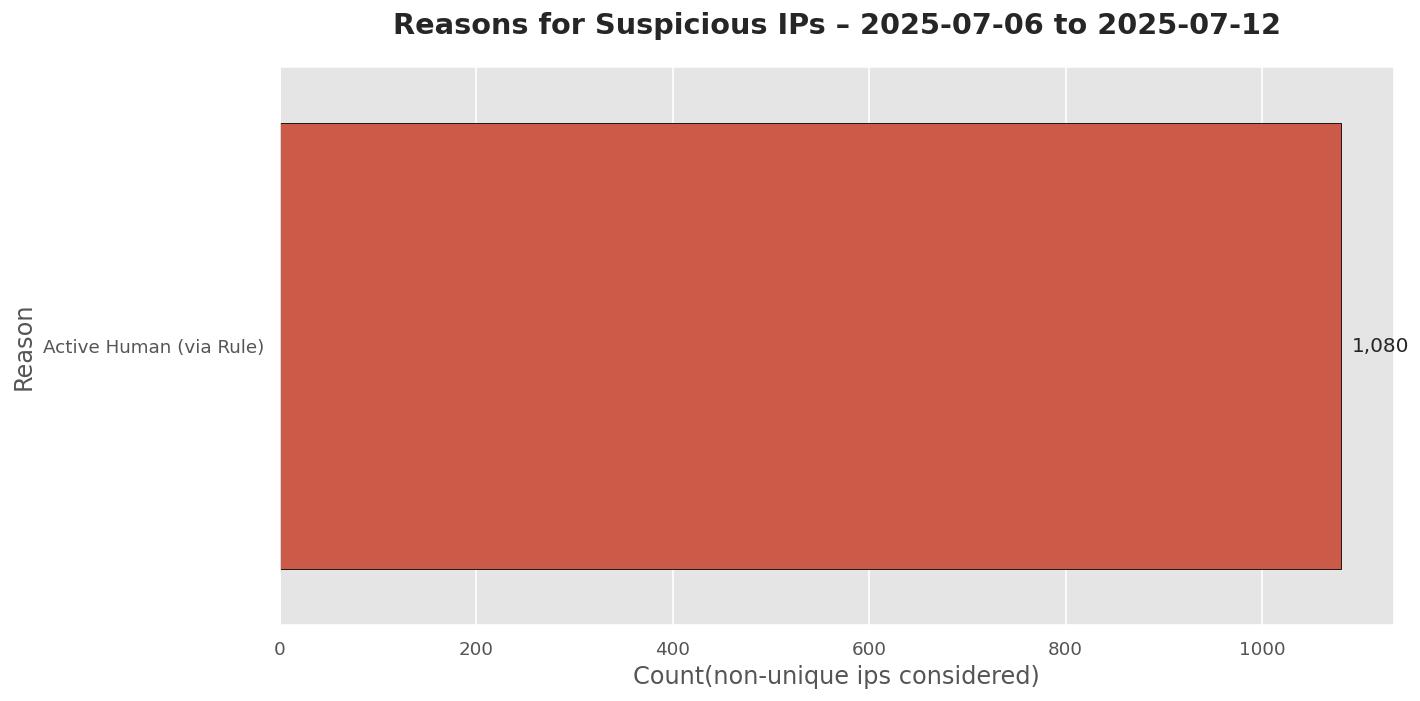 Reasons for Suspicious IPs – 2025-07-06 to 2025-07-12
Reason
Active Human (via Rule)
1,080
0 200 400 600 800 1000
Count(non-unique ips considered)